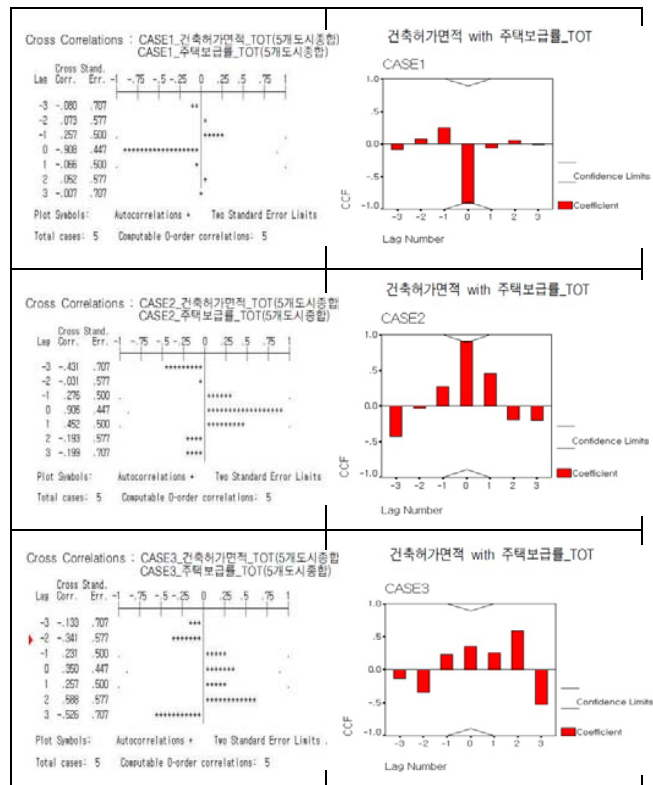 Cross Correlations : CASE1_건축허가면적_TOT(5개도시종합)
CASE1_주택보급률_TOT(5개도시종합)
Cross Stand.
Lag Corr. Err. -1 -.75 -.5 -.25 0 .25 .5 .75 1
-3 -.080 .707
-2 .073 .577
-1 .257 .500
0 -.908 .447
1 -.066 .500
2 .052 .577
3 -.007 .707
Plot Symbols: Autocorrelations * Two Standard Error Limits
Total cases: 5 Computable 0-order correlations: 5
건축허가면적 with 주택보급률_TOT
CASE1
1.0
.5
0.0
-.5
-1.0
CCF
-3 -2 -1 0 1 2 3
Lag Number
Confidence Limits
Coefficient
Cross Correlations : CASE2_건축허가면적_TOT(5개도시종합
CASE2_주택보급률_TOT(5개도시종합)
Cross Stand.
Lag Corr. Err. -1 -.75 -.5 -.25 0 .25 .5 .75 1
-3 -.431 .707
-2 -.031 .577
-1 .276 .500
0 .906 .447
1 .452 .500
2 -.193 .577
3 -.199 .707
Plot Symbols: Autocorrelations * Two Standard Error Limits
Total cases: 5 Computable 0-order correlations: 5
건축허가면적 with 주택보급률_TOT
CASE2
1.0
.5
0.0
-.5
-1.0
CCF
-3 -2 -1 0 1 2 3
Lag Number
Confidence Limits
Coefficient
Cross Correlations : CASE3_건축허가면적_TOT(5개도시종합
CASE3_주택보급률_TOT(5개도시종합)
Cross Stand.
Lag Corr. Err. -1 -.75 -.5 -.25 0 .25 .5 .75 1
-3 -.133 .707
-2 -.341 .577
-1 .231 .500
0 .350 .447
1 .257 .500
2 .588 .577
3 -.526 .707
Plot Symbols: Autocorrelations * Two Standard Error Limits .
Total cases: 5 Computable 0-order correlations: 5
건축허가면적 with 주택보급률_TOT
CASE3
1.0
.5
0.0
-.5
-1.0
CCF
-3 -2 -1 0 1 2 3
Lag Number
Confidence Limits
Coefficient